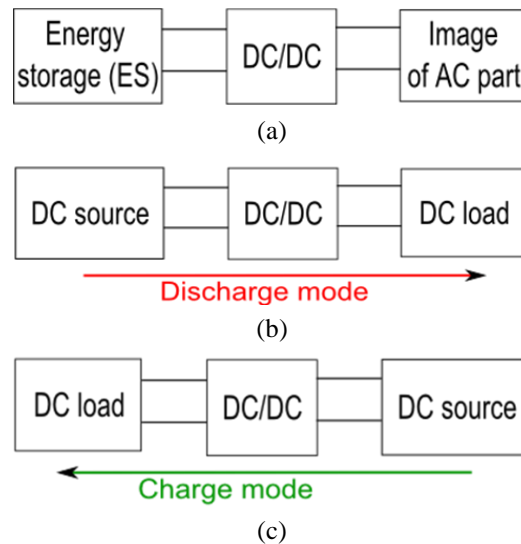 Energy
storage (ES)
DC/DC
Image
of AC part
(a)
DC source
DC/DC
DC load
Discharge mode
(b)
DC load
DC/DC
DC source
Charge mode
(c)